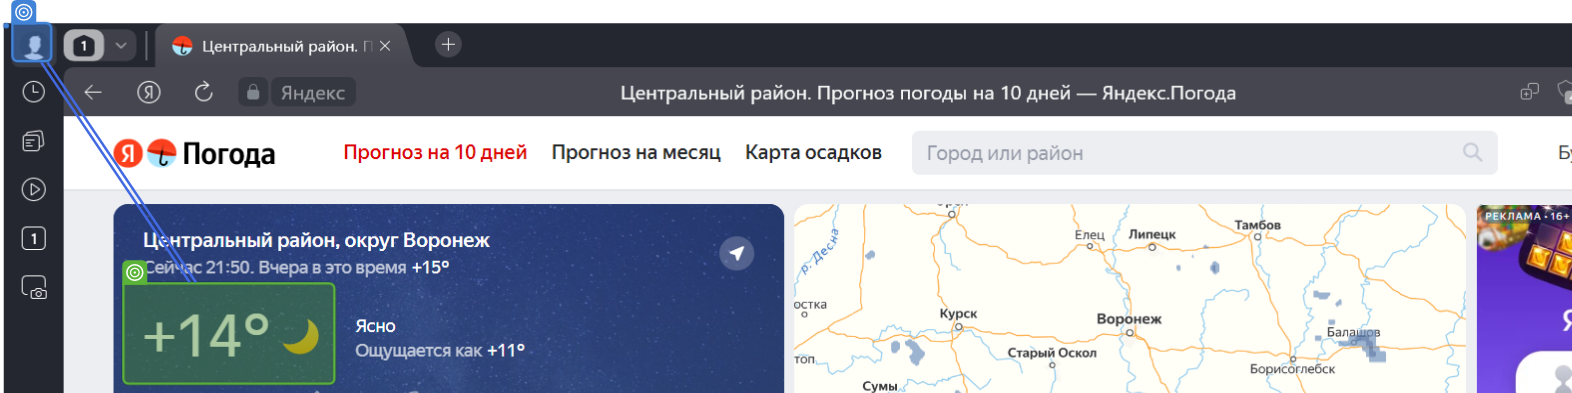 1
Центральный район. П
Я
Яндекс
Центральный район. Прогноз погоды на 10 дней — Яндекс.Погода
Я Погода
Прогноз на 10 дней
Прогноз на месяц
Карта осадков
Город или район
1
Центральный район, округ Воронеж
Сейчас 21:50. Вчера в это время +15°
+14°
Ясно
Ощущается как +11°
р. Десна
Елец
Липецк
Тамбов
остка
Курск
Воронеж
Балашов
топ
Старый Оскол
Борисоглебск
Сумы
РЕКЛАМА • 16+